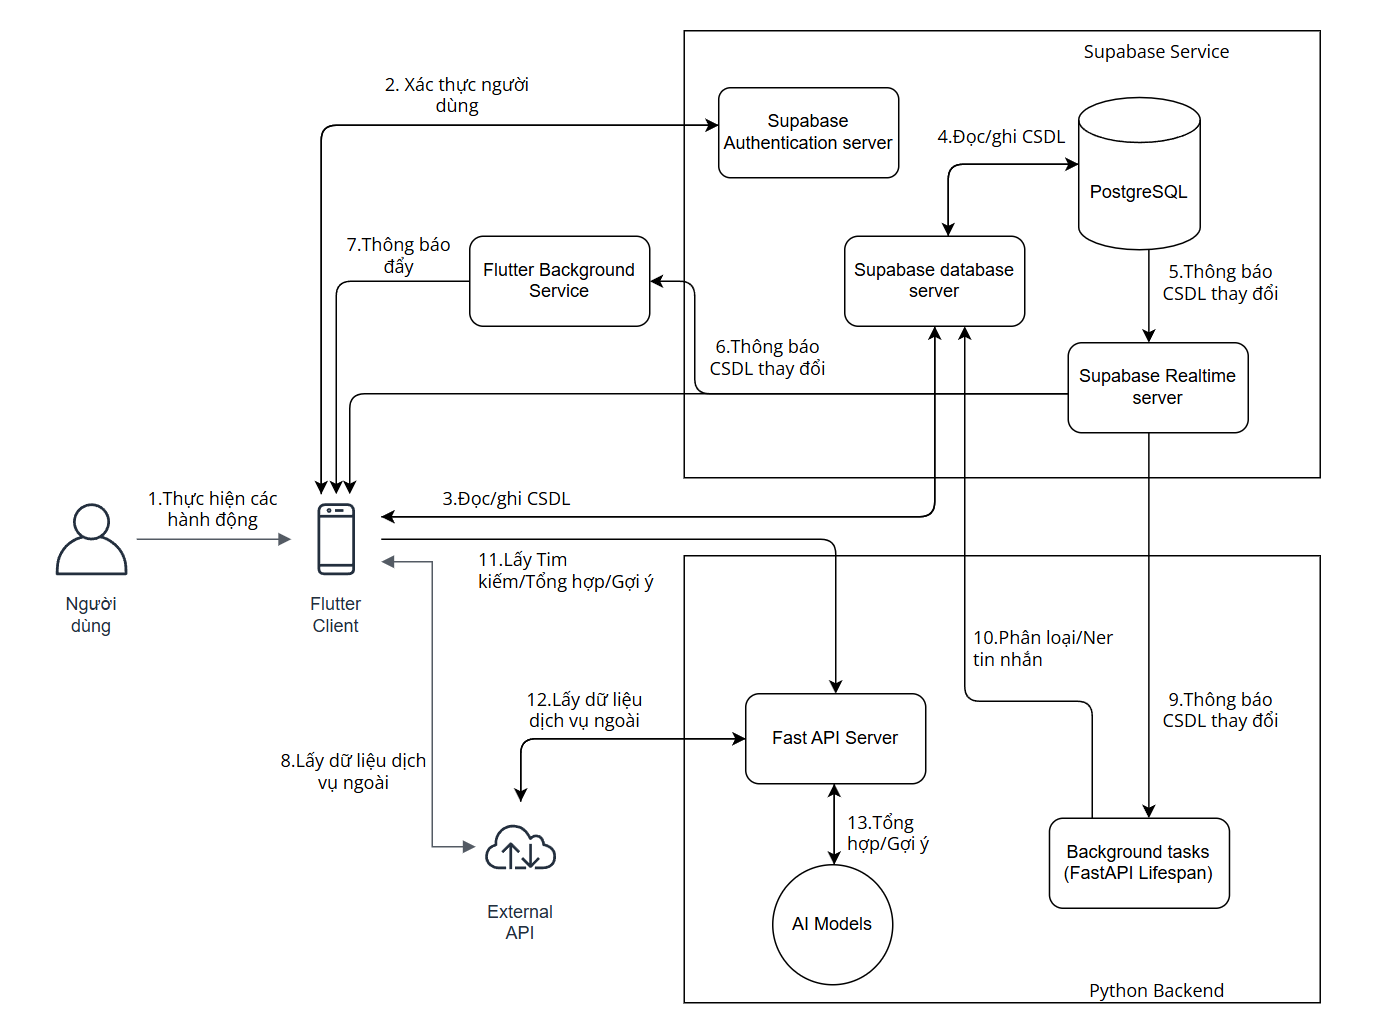 Supabase Service
2. Xác thực người
dùng
Supabase
Authentication server
4.Đọc/ghi CSDL
PostgreSQL
7.Thông báo
đẩy
Flutter Background
Service
Supabase database
server
5.Thông báo
CSDL thay đổi
6.Thông báo
CSDL thay đổi
Supabase Realtime
server
1.Thực hiện các
hành động
3.Đọc/ghi CSDL
11.Lấy Tim
kiếm/Tổng hợp/Gợi ý
Người
dùng
Flutter
Client
10.Phân loại/Ner
tin nhắn
12.Lấy dữ liệu
dịch vụ ngoài
9.Thông báo
CSDL thay đổi
Fast API Server
8.Lấy dữ liệu dịch
vụ ngoài
13.Tổng
hợp/Gợi ý
Background tasks
(FastAPI Lifespan)
External
API
AI Models
Python Backend